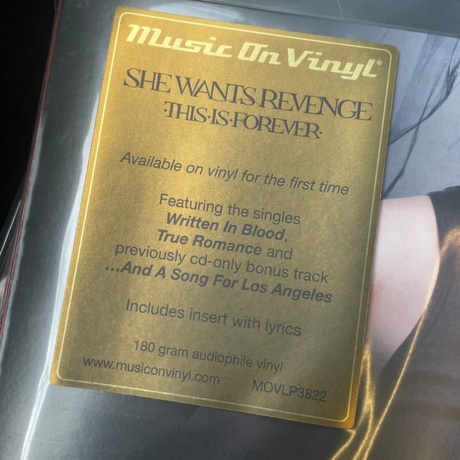 Music On Vinyl®
SHE WANTS REVENGE
·THIS·IS·FOREVER·
Available on vinyl for the first time
Featuring the singles
Written In Blood,
True Romance and
previously cd-only bonus track
...And A Song For Los Angeles
Includes insert with lyrics
180 gram audiophile vinyl
www.musiconvinyl.com MOVLP3822